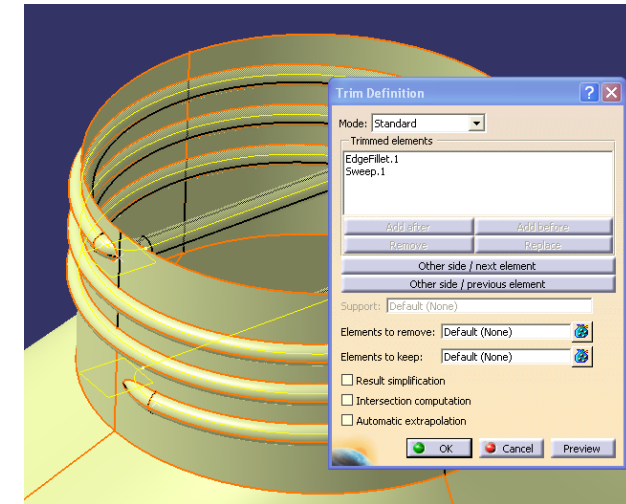 Trim Definition
Mode: Standard
Trimmed elements
EdgeFillet.1
Sweep.1
Add after Add before
Remove Replace
Other side / next element
Other side / previous element
Support: Default (None)
Elements to remove: Default (None)
Elements to keep: Default (None)
Result simplification
Intersection computation
Automatic extrapolation
OK Cancel Preview